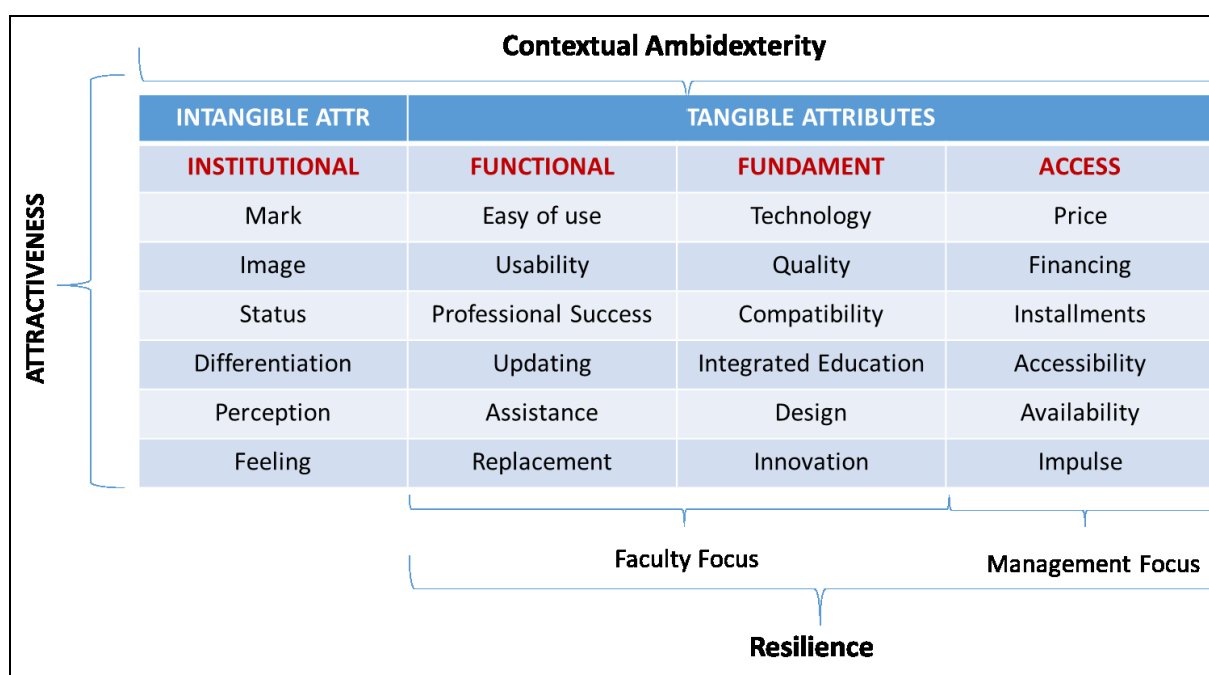 Contextual Ambidexterity
ATTRACTIVENESS
INTANGIBLE ATTR TANGIBLE ATTRIBUTES
INSTITUTIONAL FUNCTIONAL FUNDAMENT ACCESS
Mark Easy of use Technology Price
Image Usability Quality Financing
Status Professional Success Compatibility Installments
Differentiation Updating Integrated Education Accessibility
Perception Assistance Design Availability
Feeling Replacement Innovation Impulse
Faculty Focus Management Focus
Resilience